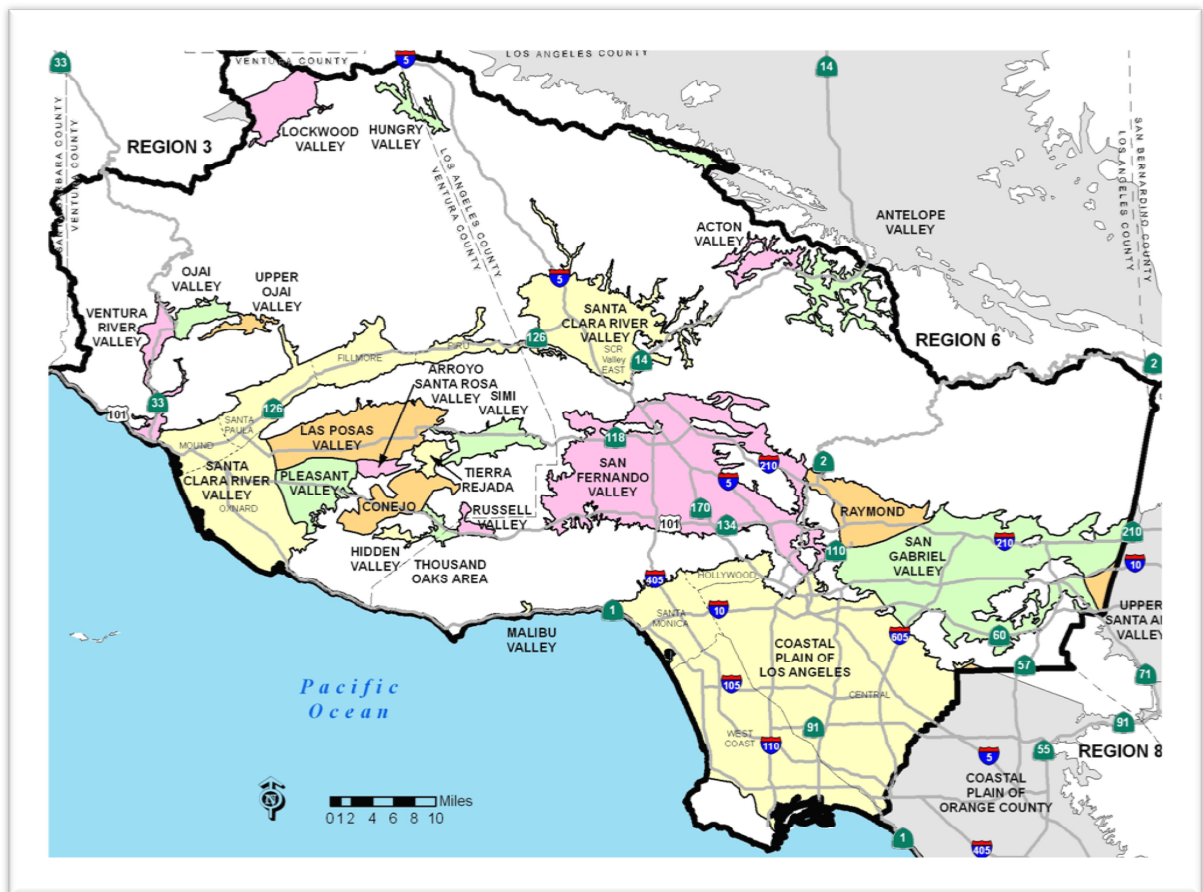 33
VENTURA COUNTY
5
LOS ANGELES COUNTY
14
SANTA BARBARA COUNTY
VENTURA COUNTY
REGION 3
LOCKWOOD
VALLEY
HUNGRY
VALLEY
LOS ANGELES COUNTY
VENTURA COUNTY
SAN BERNARDINO COUNTY
LOS ANGELES COUNTY
ACTON
VALLEY
ANTELOPE
VALLEY
OJAI
VALLEY
UPPER
OJAI
VALLEY
VENTURA
RIVER
VALLEY
5
SANTA
CLARA RIVER
VALLEY
SCR
Valley
EAST
126
14
REGION 6
2
FILLMORE
PIRU
ARROYO
SANTA ROSA
VALLEY
SIMI
VALLEY
101
33
126
SANTA
PAULA
MOUND
LAS POSAS
VALLEY
118
SANTA
CLARA RIVER
VALLEY
OXNARD
PLEASANT
VALLEY
TIERRA
REJADA
SAN
FERNANDO
VALLEY
210
2
5
CONEJO
RUSSELL
VALLEY
170
101
134
RAYMOND
110
HIDDEN
VALLEY
THOUSAND
OAKS AREA
SAN
GABRIEL
VALLEY
210
210
10
405
HOLLYWOOD
1
SANTA
MONICA
10
605
60
UPPER
SANTA A
VALLEY
MALIBU
VALLEY
COASTAL
PLAIN OF
LOS ANGELES
57
71
Pacific
Ocean
105
CENTRAL
91
WEST
COAST
110
91
55
REGION 8
5
COASTAL
PLAIN OF
ORANGE COUNTY
N
Miles
0 1 2 4 6 8 10
1
405